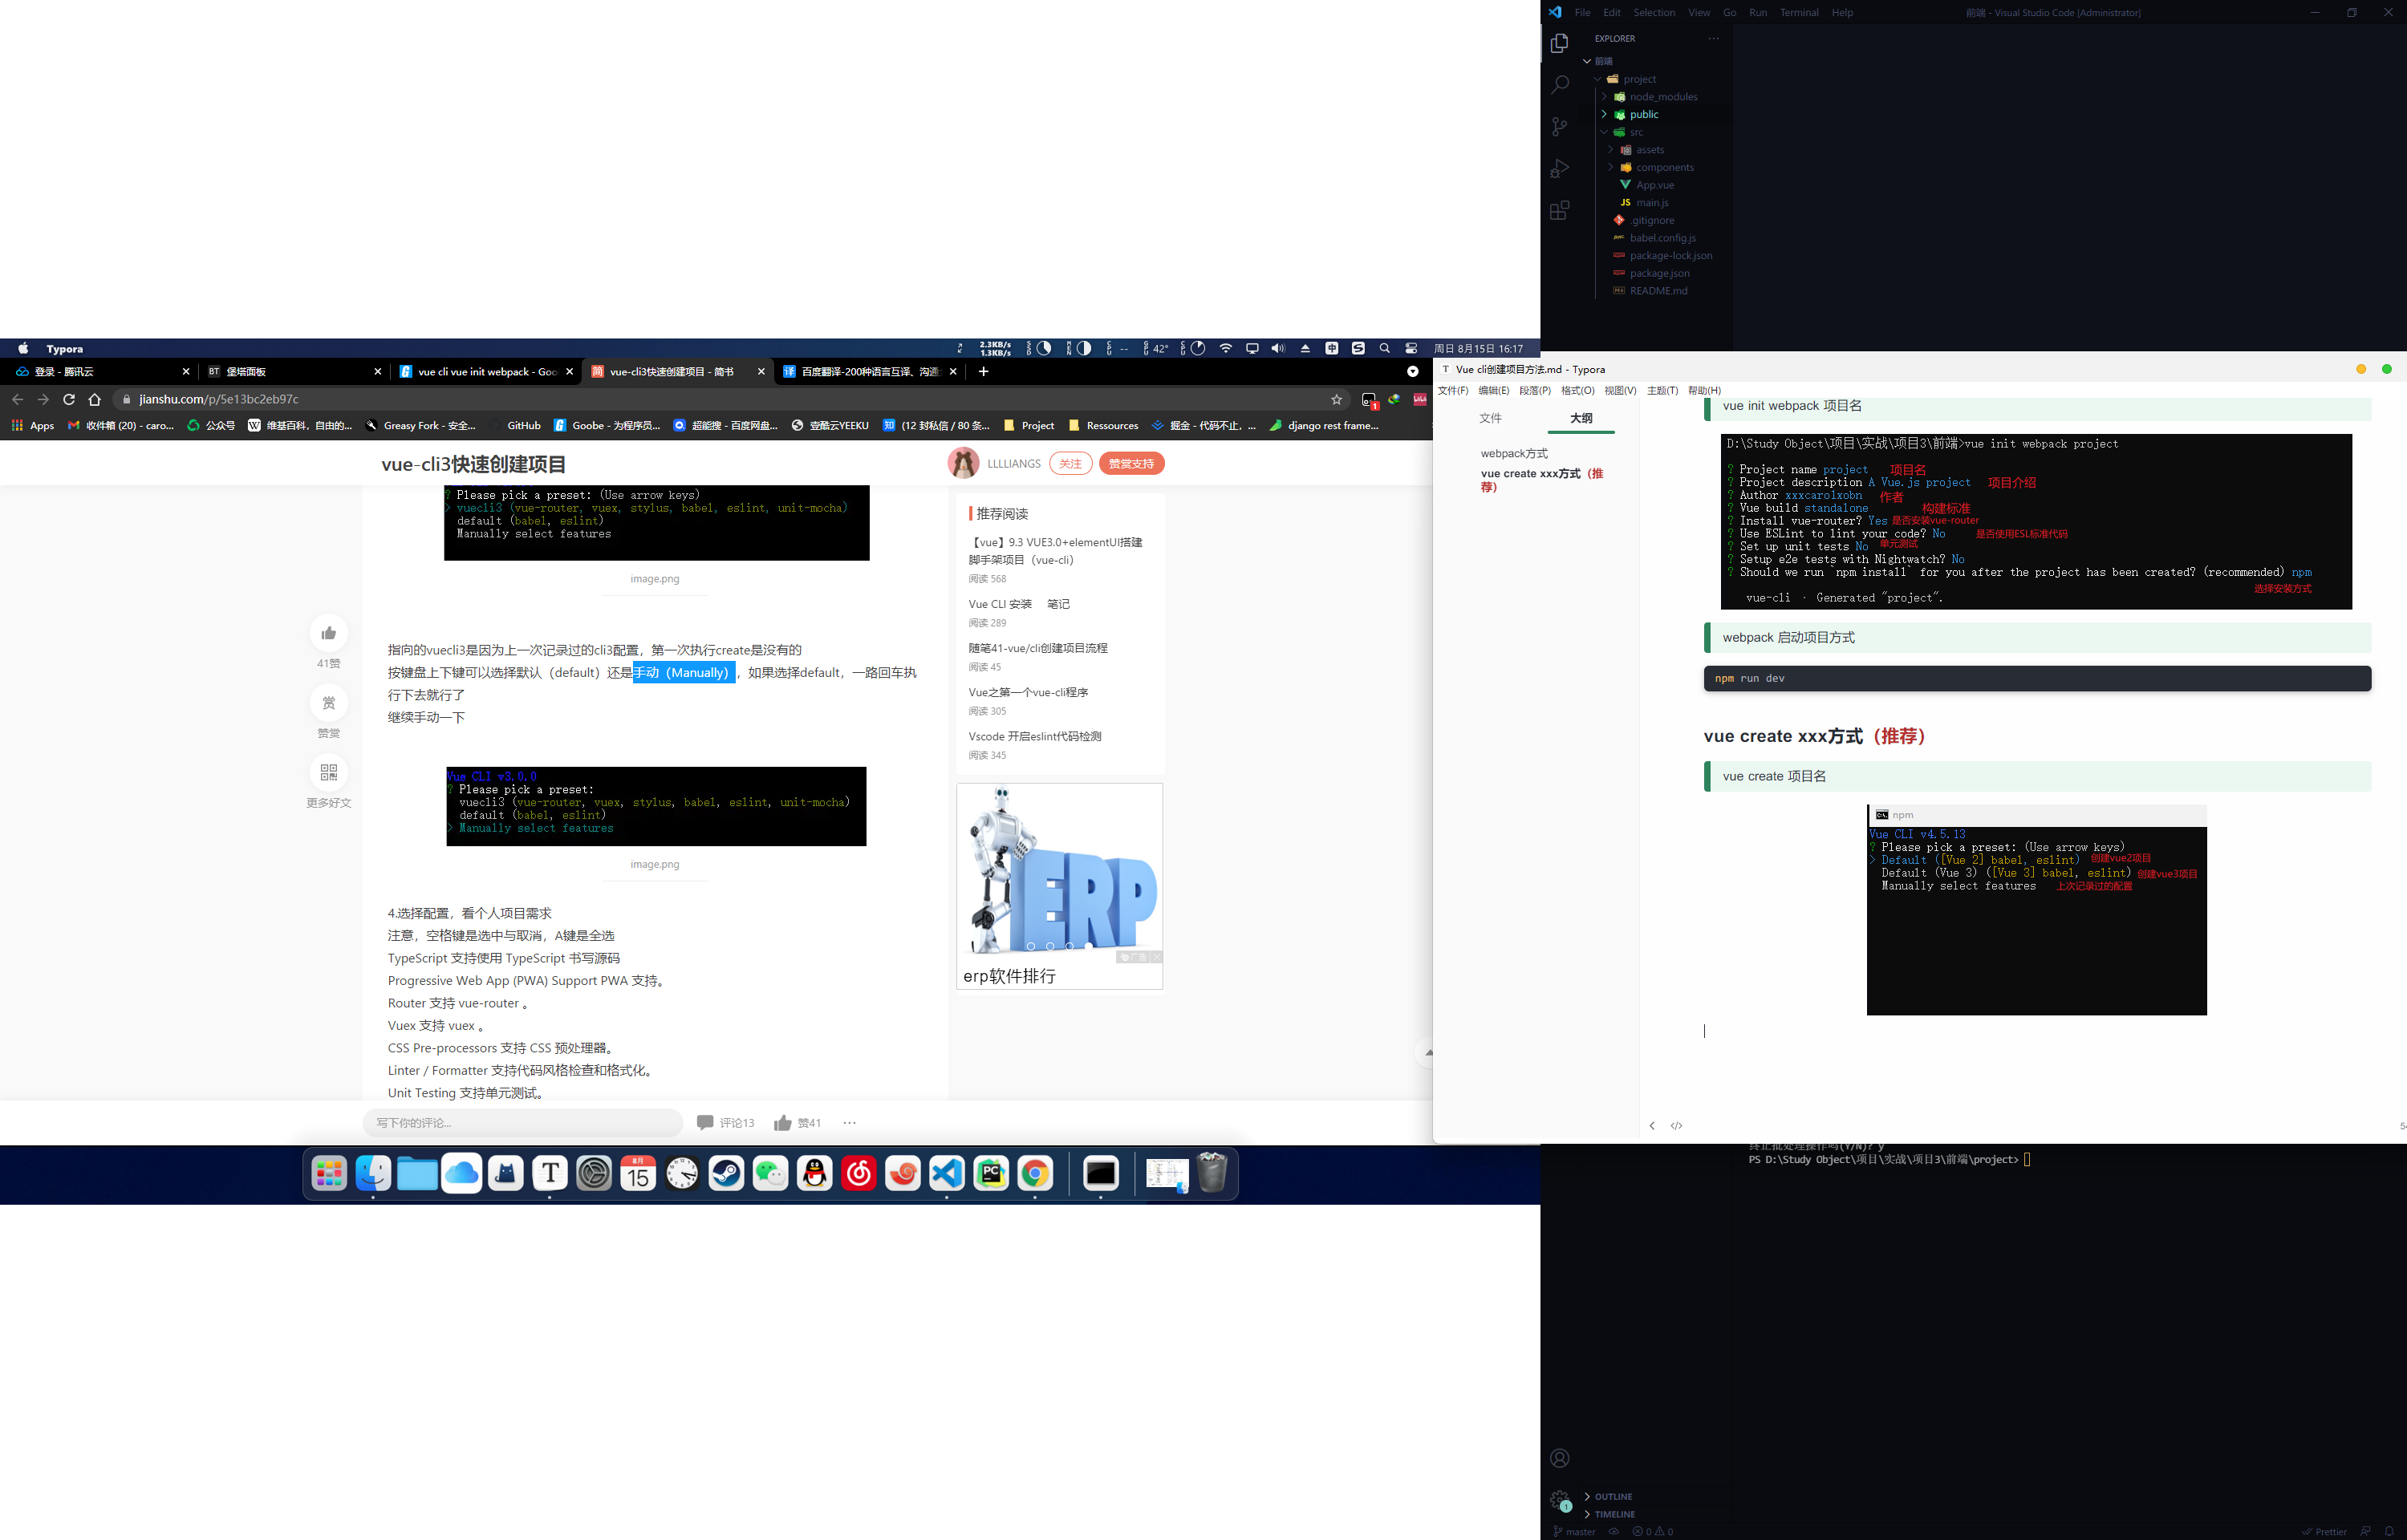 File Edit Selection View Go Run Terminal Help 前端 - Visual Studio Code [Administrator]
EXPLORER
前端
project
node_modules
public
src
assets
components
App.vue
JS main.js
.gitignore
babel.config.js
package-lock.json
package.json
README.md
Typora
2.3KB/s
1.3KB/s
42°
周日 8月15日 16:17
登录 - 腾讯云
BT 堡塔面板
vue cli vue init webpack - Goo
简 vue-cli3快速创建项目 - 简书
译 百度翻译-200种语言互译、沟通
jianshu.com/p/5e13bc2eb97c
Apps
收件箱 (20) - caro...
公众号
维基百科，自由的...
Greasy Fork - 安全...
GitHub
Goobe - 为程序员...
超能搜 - 百度网盘...
壹酷云YEEKU
知 (12 封私信 / 80 条...
Project
Ressources
掘金 - 代码不止，...
django rest frame...
vue-cli3快速创建项目
LLLLIANGS 关注 赞赏支持
? Please pick a preset: (Use arrow keys)
> vuecli3 (vue-router, vuex, stylus, babel, eslint, unit-mocha)
default (babel, eslint)
Manually select features
image.png
指向的vuecli3是因为上一次记录过的cli3配置，第一次执行create是没有的
按键盘上下键可以选择默认（default）还是手动（Manually），如果选择default，一路回车执
行下去就行了
继续手动一下
Vue CLI v3.0.0
? Please pick a preset:
vuecli3 (vue-router, vuex, stylus, babel, eslint, unit-mocha)
default (babel, eslint)
> Manually select features
image.png
4.选择配置，看个人项目需求
注意，空格键是选中与取消，A键是全选
TypeScript 支持使用 TypeScript 书写源码
Progressive Web App (PWA) Support PWA 支持。
Router 支持 vue-router 。
Vuex 支持 vuex 。
CSS Pre-processors 支持 CSS 预处理器。
Linter / Formatter 支持代码风格检查和格式化。
Unit Testing 支持单元测试。
41赞
赏
赞赏
更多好文
写下你的评论...
评论13
赞41
推荐阅读
【vue】9.3 VUE3.0+elementUI搭建
脚手架项目（vue-cli）
阅读 568
Vue CLI 安装 笔记
阅读 289
随笔41-vue/cli创建项目流程
阅读 45
Vue之第一个vue-cli程序
阅读 305
Vscode 开启eslint代码检测
阅读 345
ERP
广告
erp软件排行
T Vue cli创建项目方法.md - Typora
文件(F) 编辑(E) 段落(P) 格式(O) 视图(V) 主题(T) 帮助(H)
文件 大纲
webpack方式
vue create xxx方式（推
荐）
vue init webpack 项目名
D:\Study Object\项目\实战\项目3\前端>vue init webpack project
? Project name project 项目名
? Project description A Vue.js project 项目介绍
? Author xxxcarolxobn 作者
? Vue build standalone 构建标准
? Install vue-router? Yes 是否安装vue-router
? Use ESLint to lint your code? No 是否使用ESL标准代码
? Set up unit tests No 单元测试
? Setup e2e tests with Nightwatch? No
? Should we run `npm install` for you after the project has been created? (recommended) npm
选择安装方式
vue-cli · Generated "project".
webpack 启动项目方式
npm run dev
vue create xxx方式（推荐）
vue create 项目名
npm
Vue CLI v4.5.13
? Please pick a preset: (Use arrow keys)
> Default ([Vue 2] babel, eslint) 创建vue2项目
Default (Vue 3) ([Vue 3] babel, eslint) 创建vue3项目
Manually select features 上次记录过的配置
8月
15
终止批处理操作吗(Y/N)? y
PS D:\Study Object\项目\实战\项目3\前端\project>
OUTLINE
TIMELINE
master
0 0
Prettier